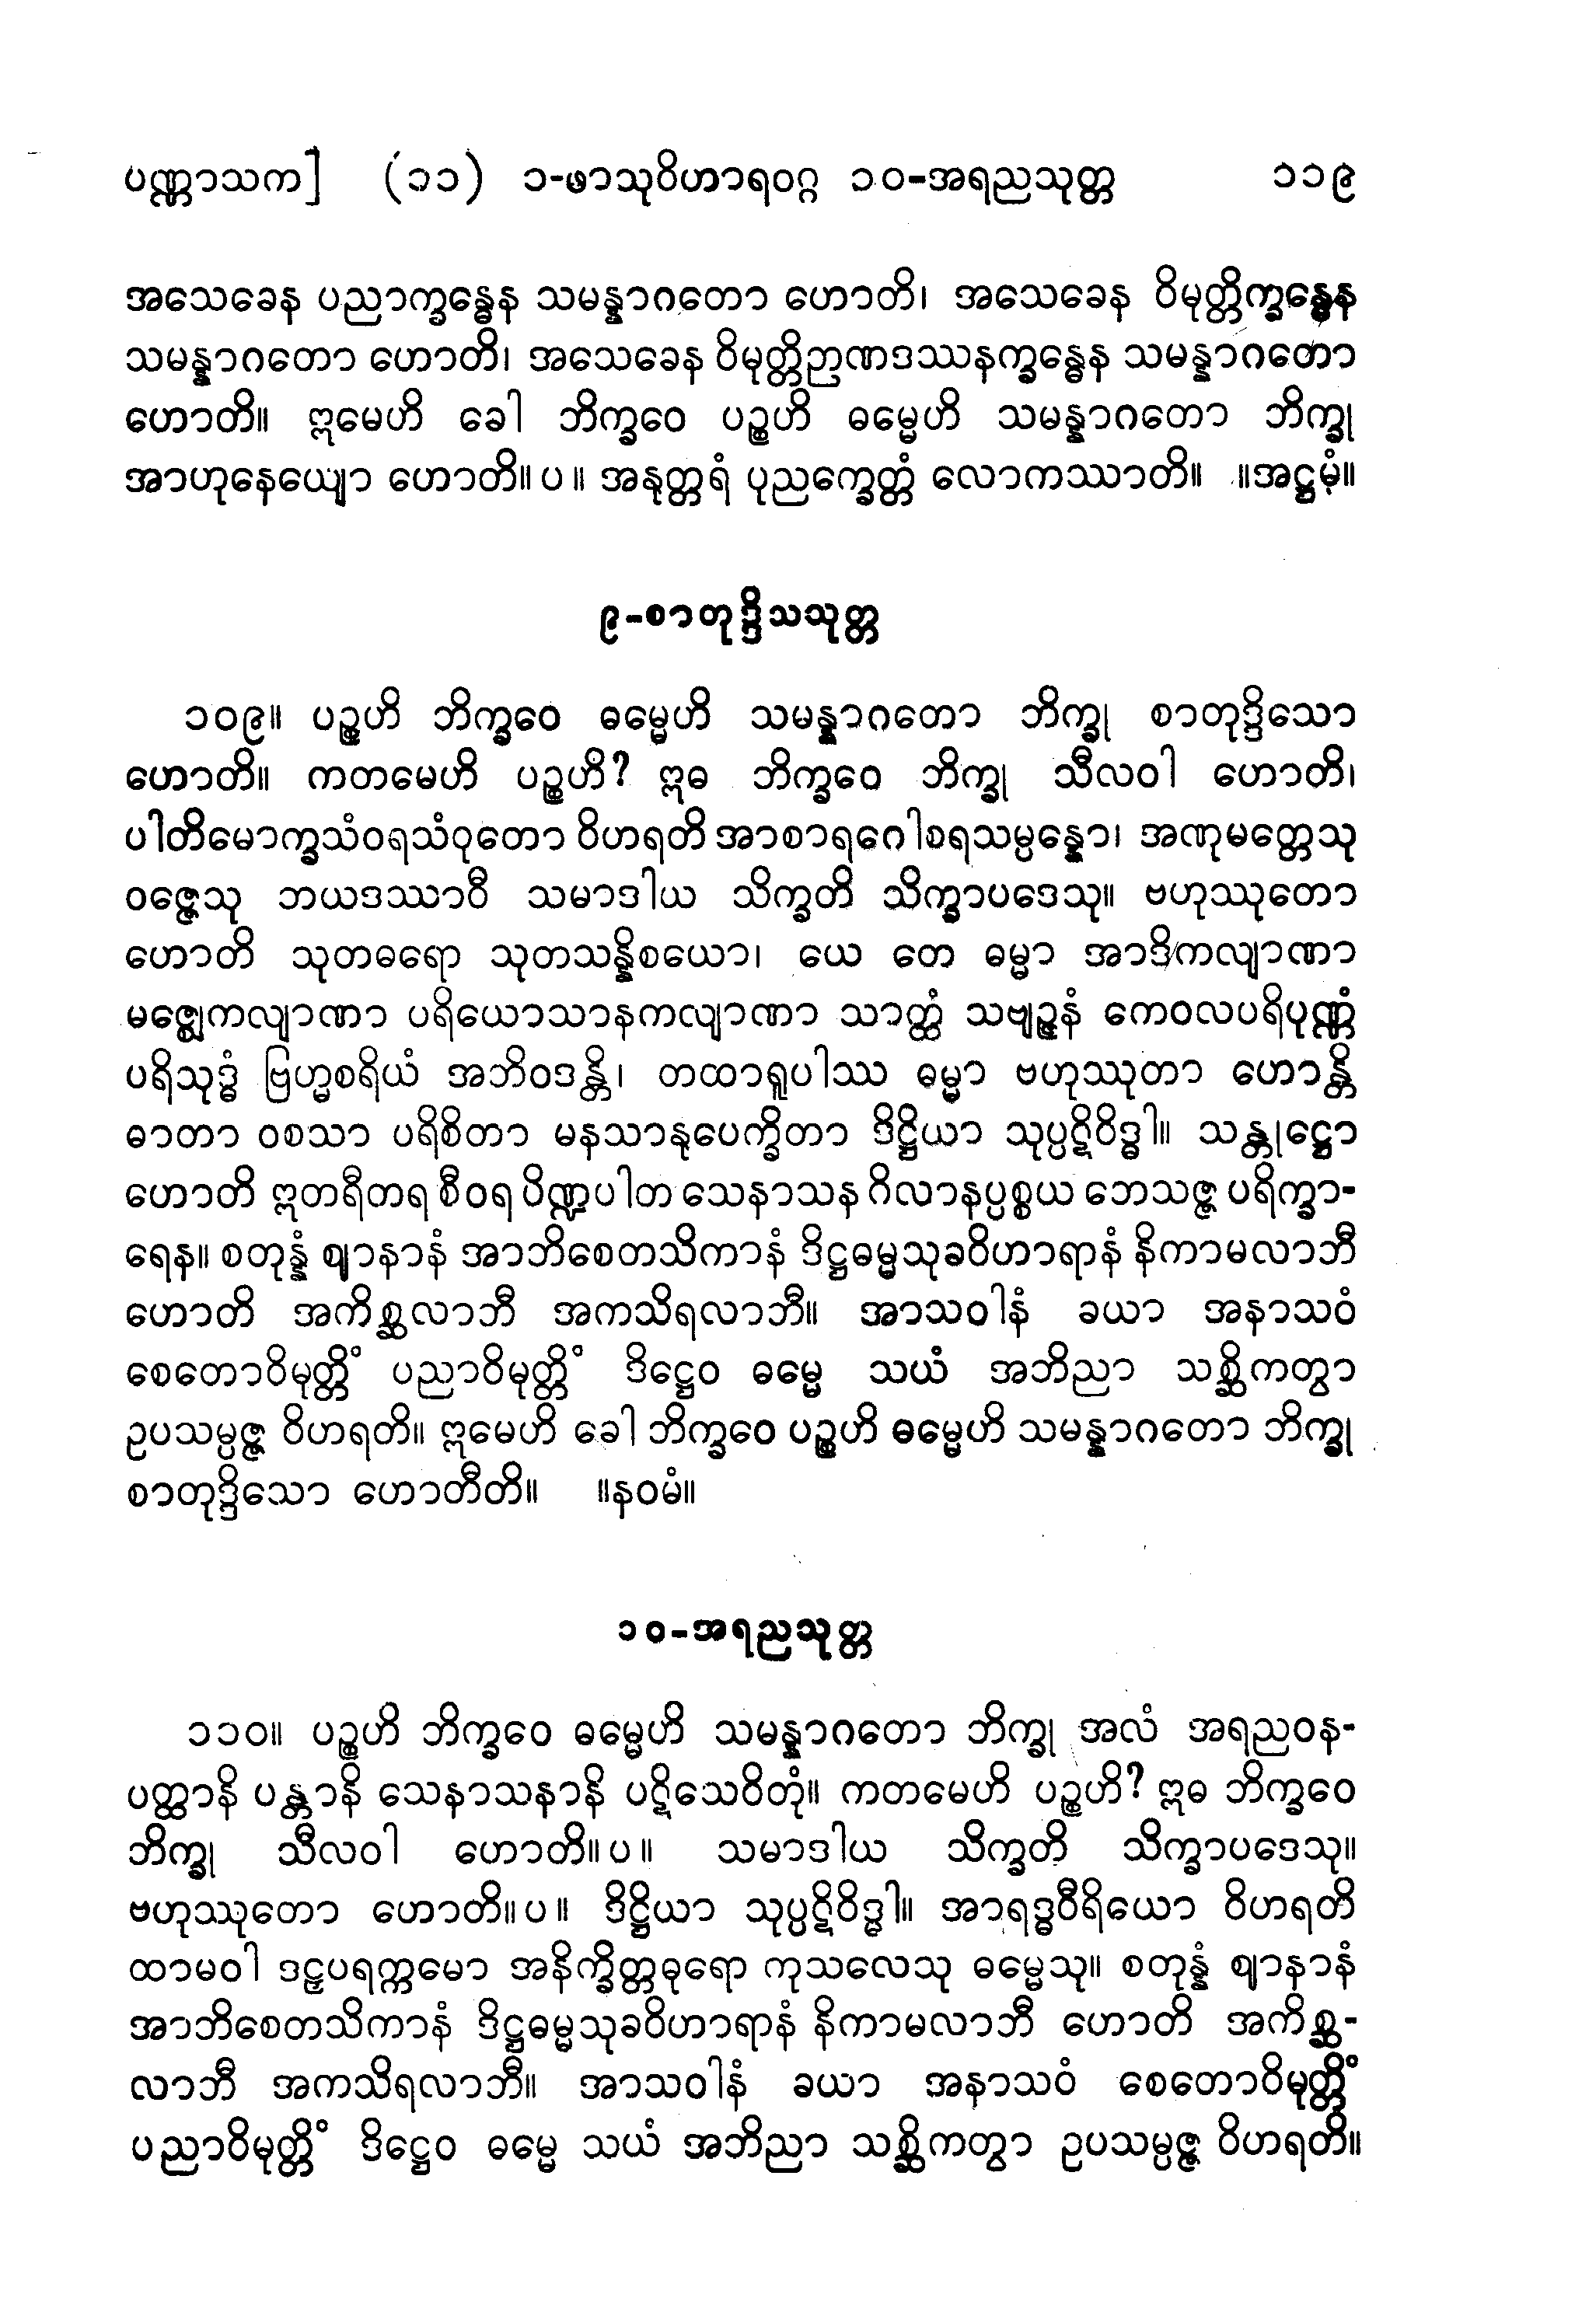 ပဏ္ဏာသက] (၁၁) ၁-ဖာသုဝိဟာရဝဂ္ဂ ၁၀-အရညသုတ္တ ၁၁၉
အသေခေန ပညာက္ခန္ဓေန သမန္နာဂတော ဟောတိ၊ အသေခေန ဝိမုတ္တိက္ခန္ဓေန
သမန္နာဂတော ဟောတိ၊ အသေခေန ဝိမုတ္တိဉာဏဒဿနက္ခန္ဓေန သမန္နာဂတော
ဟောတိ။ ဣမေဟိ ခေါ ဘိက္ခဝေ ပဉ္စဟိ ဓမ္မေဟိ သမန္နာဂတော ဘိက္ခု
အာဟုနေယျော ဟောတိ။ ပ ။ အနုတ္တရံ ပုညက္ခေတ္တံ လောကဿာတိ။ ။အဋ္ဌမံ။
၉-စာတုဒ္ဒိသသုတ္တ
၁၀၉။ ပဉ္စဟိ ဘိက္ခဝေ ဓမ္မေဟိ သမန္နာဂတော ဘိက္ခု စာတုဒ္ဒိသော
ဟောတိ။ ကတမေဟိ ပဉ္စဟိ? ဣဓ ဘိက္ခဝေ ဘိက္ခု သီလဝါ ဟောတိ၊
ပါတိမောက္ခသံဝရသံဝုတော ဝိဟရတိ အာစာရဂေါစရသမ္ပန္နော၊ အဏုမတ္တေသု
ဝဇ္ဇေသု ဘယဒဿာဝီ သမာဒါယ သိက္ခတိ သိက္ခာပဒေသု။ ဗဟုဿုတော
ဟောတိ သုတဓရော သုတသန္နိစယော၊ ယေ တေ ဓမ္မာ အာဒိကလျာဏာ
မဇ္ဈေကလျာဏာ ပရိယောသာနကလျာဏာ သာတ္ထံ သဗျဉ္ဇနံ ကေဝလပရိပုဏ္ဏံ
ပရိသုဒ္ဓံ ဗြဟ္မစရိယံ အဘိဝဒန္တိ၊ တထာရူပါဿ ဓမ္မာ ဗဟုဿုတာ ဟောန္တိ
ဓာတာ ဝစသာ ပရိစိတာ မနသာနုပေက္ခိတာ ဒိဋ္ဌိယာ သုပ္ပဋိဝိဒ္ဓါ။ သန္တုဋ္ဌော
ဟောတိ ဣတရီတရ စီဝရ ပိဏ္ဍပါတ သေနာသန ဂိလာနပ္ပစ္စယ ဘေသဇ္ဇ ပရိက္ခာ-
ရေန။ စတုန္နံ ဈာနာနံ အာဘိစေတသိကာနံ ဒိဋ္ဌဓမ္မသုခဝိဟာရာနံ နိကာမလာဘီ
ဟောတိ အကိစ္ဆလာဘီ အကသိရလာဘီ။ အာသဝါနံ ခယာ အနာသဝံ
စေတောဝိမုတ္တိံ ပညာဝိမုတ္တိံ ဒိဋ္ဌေဝ ဓမ္မေ သယံ အဘိညာ သစ္ဆိကတွာ
ဥပသမ္ပဇ္ဇ ဝိဟရတိ။ ဣမေဟိ ခေါ ဘိက္ခဝေ ပဉ္စဟိ ဓမ္မေဟိ သမန္နာဂတော ဘိက္ခု
စာတုဒ္ဒိသော ဟောတီတိ။ ။နဝမံ။
၁၀-အရညသုတ္တ
၁၁၀။ ပဉ္စဟိ ဘိက္ခဝေ ဓမ္မေဟိ သမန္နာဂတော ဘိက္ခု အလံ အရညဝန-
ပတ္ထာနိ ပန္တာနိ သေနာသနာနိ ပဋိသေဝိတုံ။ ကတမေဟိ ပဉ္စဟိ? ဣဓ ဘိက္ခဝေ
ဘိက္ခု သီလဝါ ဟောတိ။ ပ ။ သမာဒါယ သိက္ခတိ သိက္ခာပဒေသု။
ဗဟုဿုတော ဟောတိ။ ပ ။ ဒိဋ္ဌိယာ သုပ္ပဋိဝိဒ္ဓါ။ အာရဒ္ဓဝီရိယော ဝိဟရတိ
ထာမဝါ ဒဠှပရက္ကမော အနိက္ခိတ္တဓုရော ကုသလေသု ဓမ္မေသု။ စတုန္နံ ဈာနာနံ
အာဘိစေတသိကာနံ ဒိဋ္ဌဓမ္မသုခဝိဟာရာနံ နိကာမလာဘီ ဟောတိ အကိစ္ဆ-
လာဘီ အကသိရလာဘီ။ အာသဝါနံ ခယာ အနာသဝံ စေတောဝိမုတ္တိံ
ပညာဝိမုတ္တိံ ဒိဋ္ဌေဝ ဓမ္မေ သယံ အဘိညာ သစ္ဆိကတွာ ဥပသမ္ပဇ္ဇ ဝိဟရတိ။